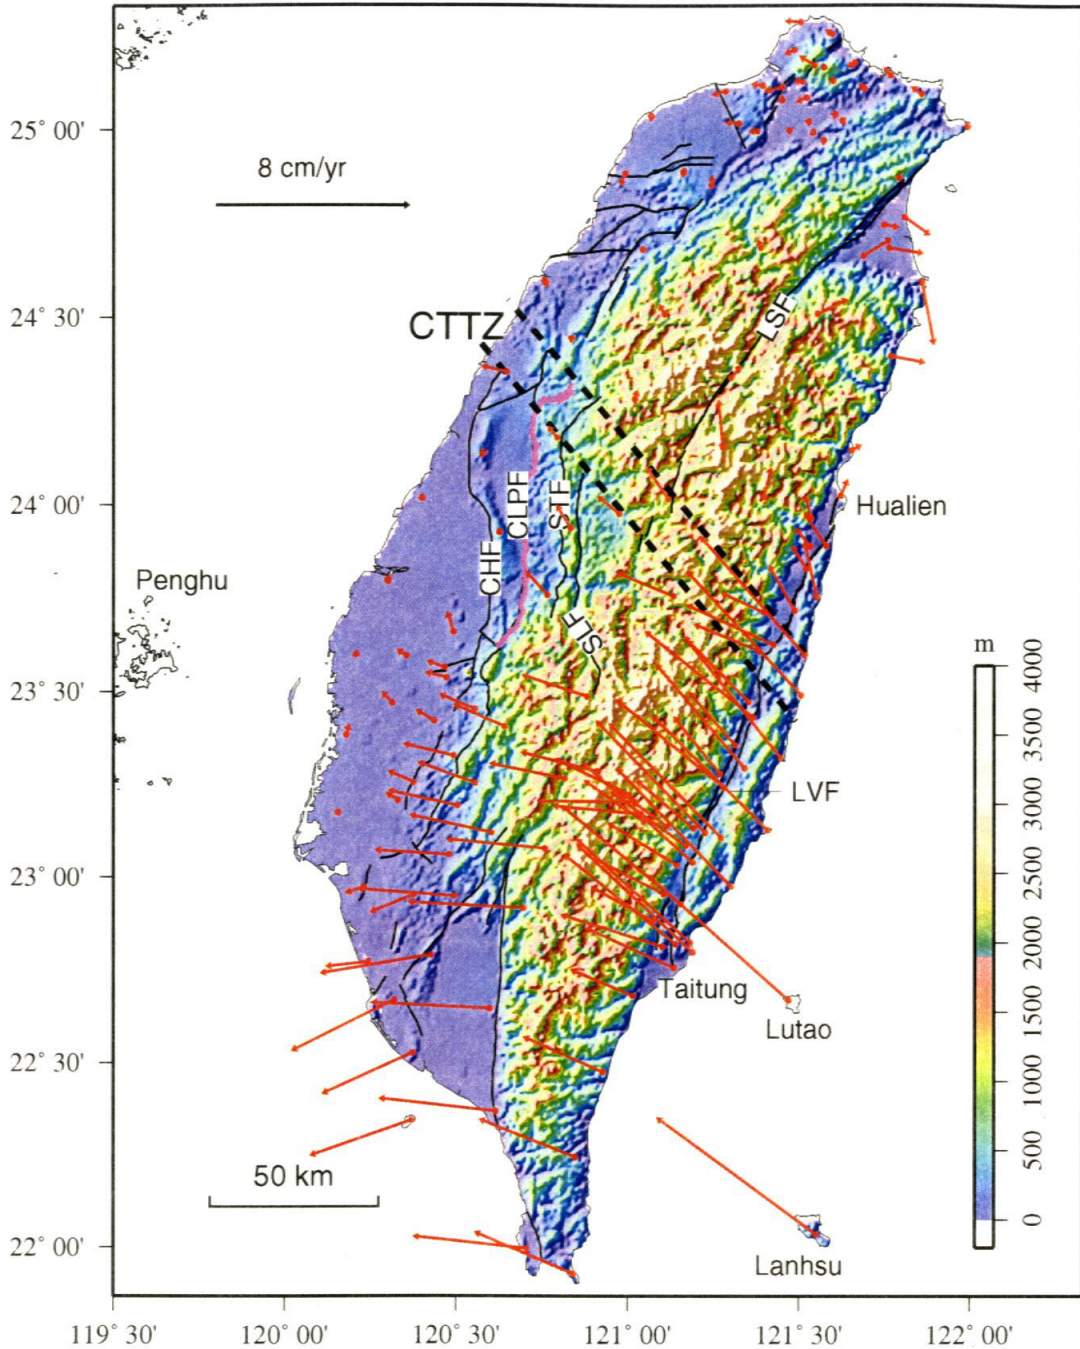 25° 00'
8 cm/yr
24° 30'
CTTZ
LSF
24° 00'
CLPF
STF
CHF
Hualien
Penghu
SLF
m
4000
3500
3000
2500
2000
1500
1000
500
0
23° 30'
LVF
23° 00'
Taitung
Lutao
22° 30'
50 km
22° 00'
Lanhsu
119° 30'
120° 00'
120° 30'
121° 00'
121° 30'
122° 00'